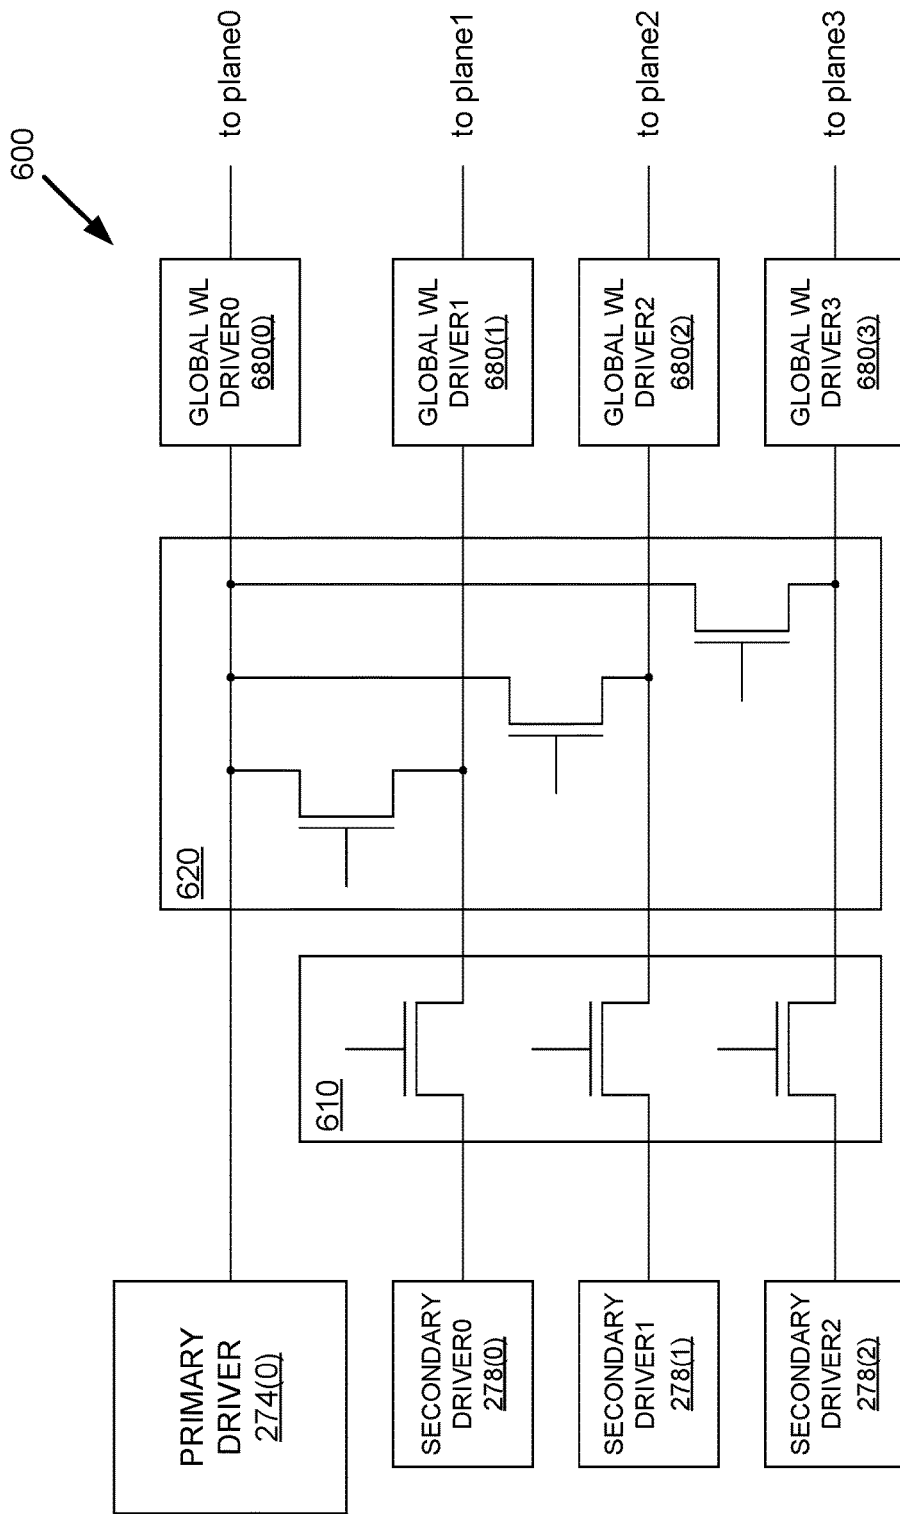 600
PRIMARY
DRIVER
274(0)
620
GLOBAL WL
DRIVER0
680(0)
to plane0
SECONDARY
DRIVER0
278(0)
610
GLOBAL WL
DRIVER1
680(1)
to plane1
SECONDARY
DRIVER1
278(1)
GLOBAL WL
DRIVER2
680(2)
to plane2
SECONDARY
DRIVER2
278(2)
GLOBAL WL
DRIVER3
680(3)
to plane3